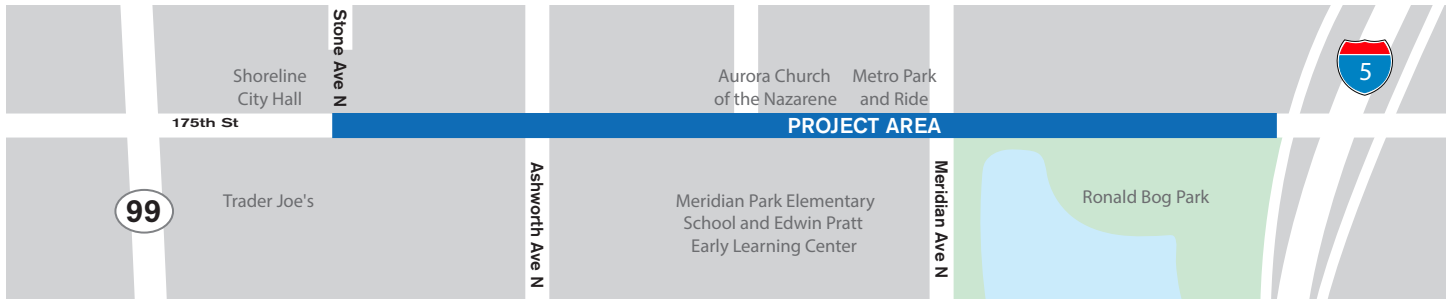 Stone Ave N
Shoreline
City Hall
Aurora Church
of the Nazarene
Metro Park
and Ride
5
175th St
PROJECT AREA
99
Trader Joe's
Ashworth Ave N
Meridian Park Elementary
School and Edwin Pratt
Early Learning Center
Meridian Ave N
Ronald Bog Park